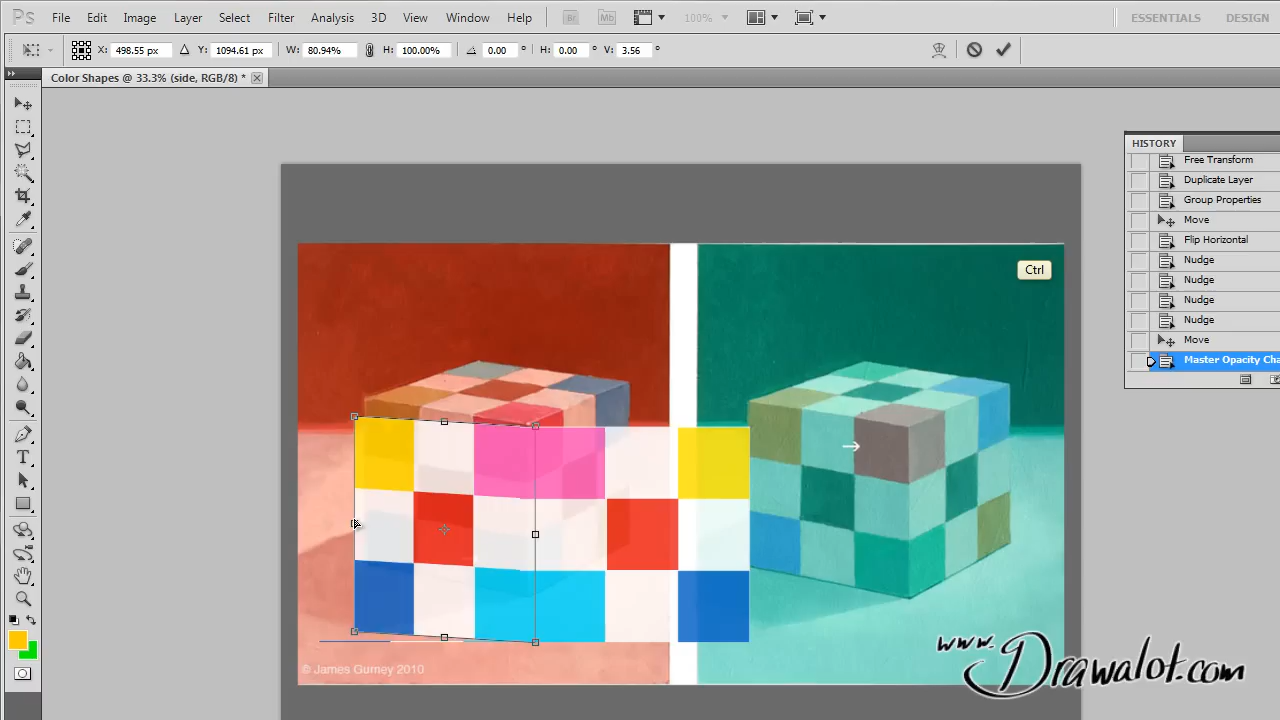 Ps File Edit Image Layer Select Filter Analysis 3D View Window Help Br Mb 100% ESSENTIALS DESIGN
X: 498.55 px Y: 1094.61 px W: 80.94% H: 100.00% 0.00 ° H: 0.00 ° V: 3.56 °
Color Shapes @ 33.3% (side, RGB/8) *
HISTORY
Free Transform
Duplicate Layer
Group Properties
Move
Flip Horizontal
Nudge
Nudge
Nudge
Nudge
Move
Master Opacity Cha
Ctrl
© James Gurney 2010
www.
Drawalot.com